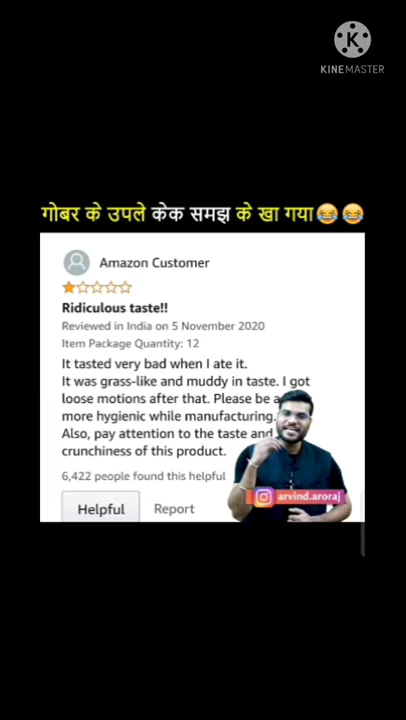 KINEMASTER
गोबर के उपले केक समझ के खा गया😂😂
Amazon Customer
Ridiculous taste!!
Reviewed in India on 5 November 2020
Item Package Quantity: 12
It tasted very bad when I ate it.
It was grass-like and muddy in taste. I got
loose motions after that. Please be a
more hygienic while manufacturing.
Also, pay attention to the taste and
crunchiness of this product.
6,422 people found this helpful
Helpful
Report
arvind.aroraj